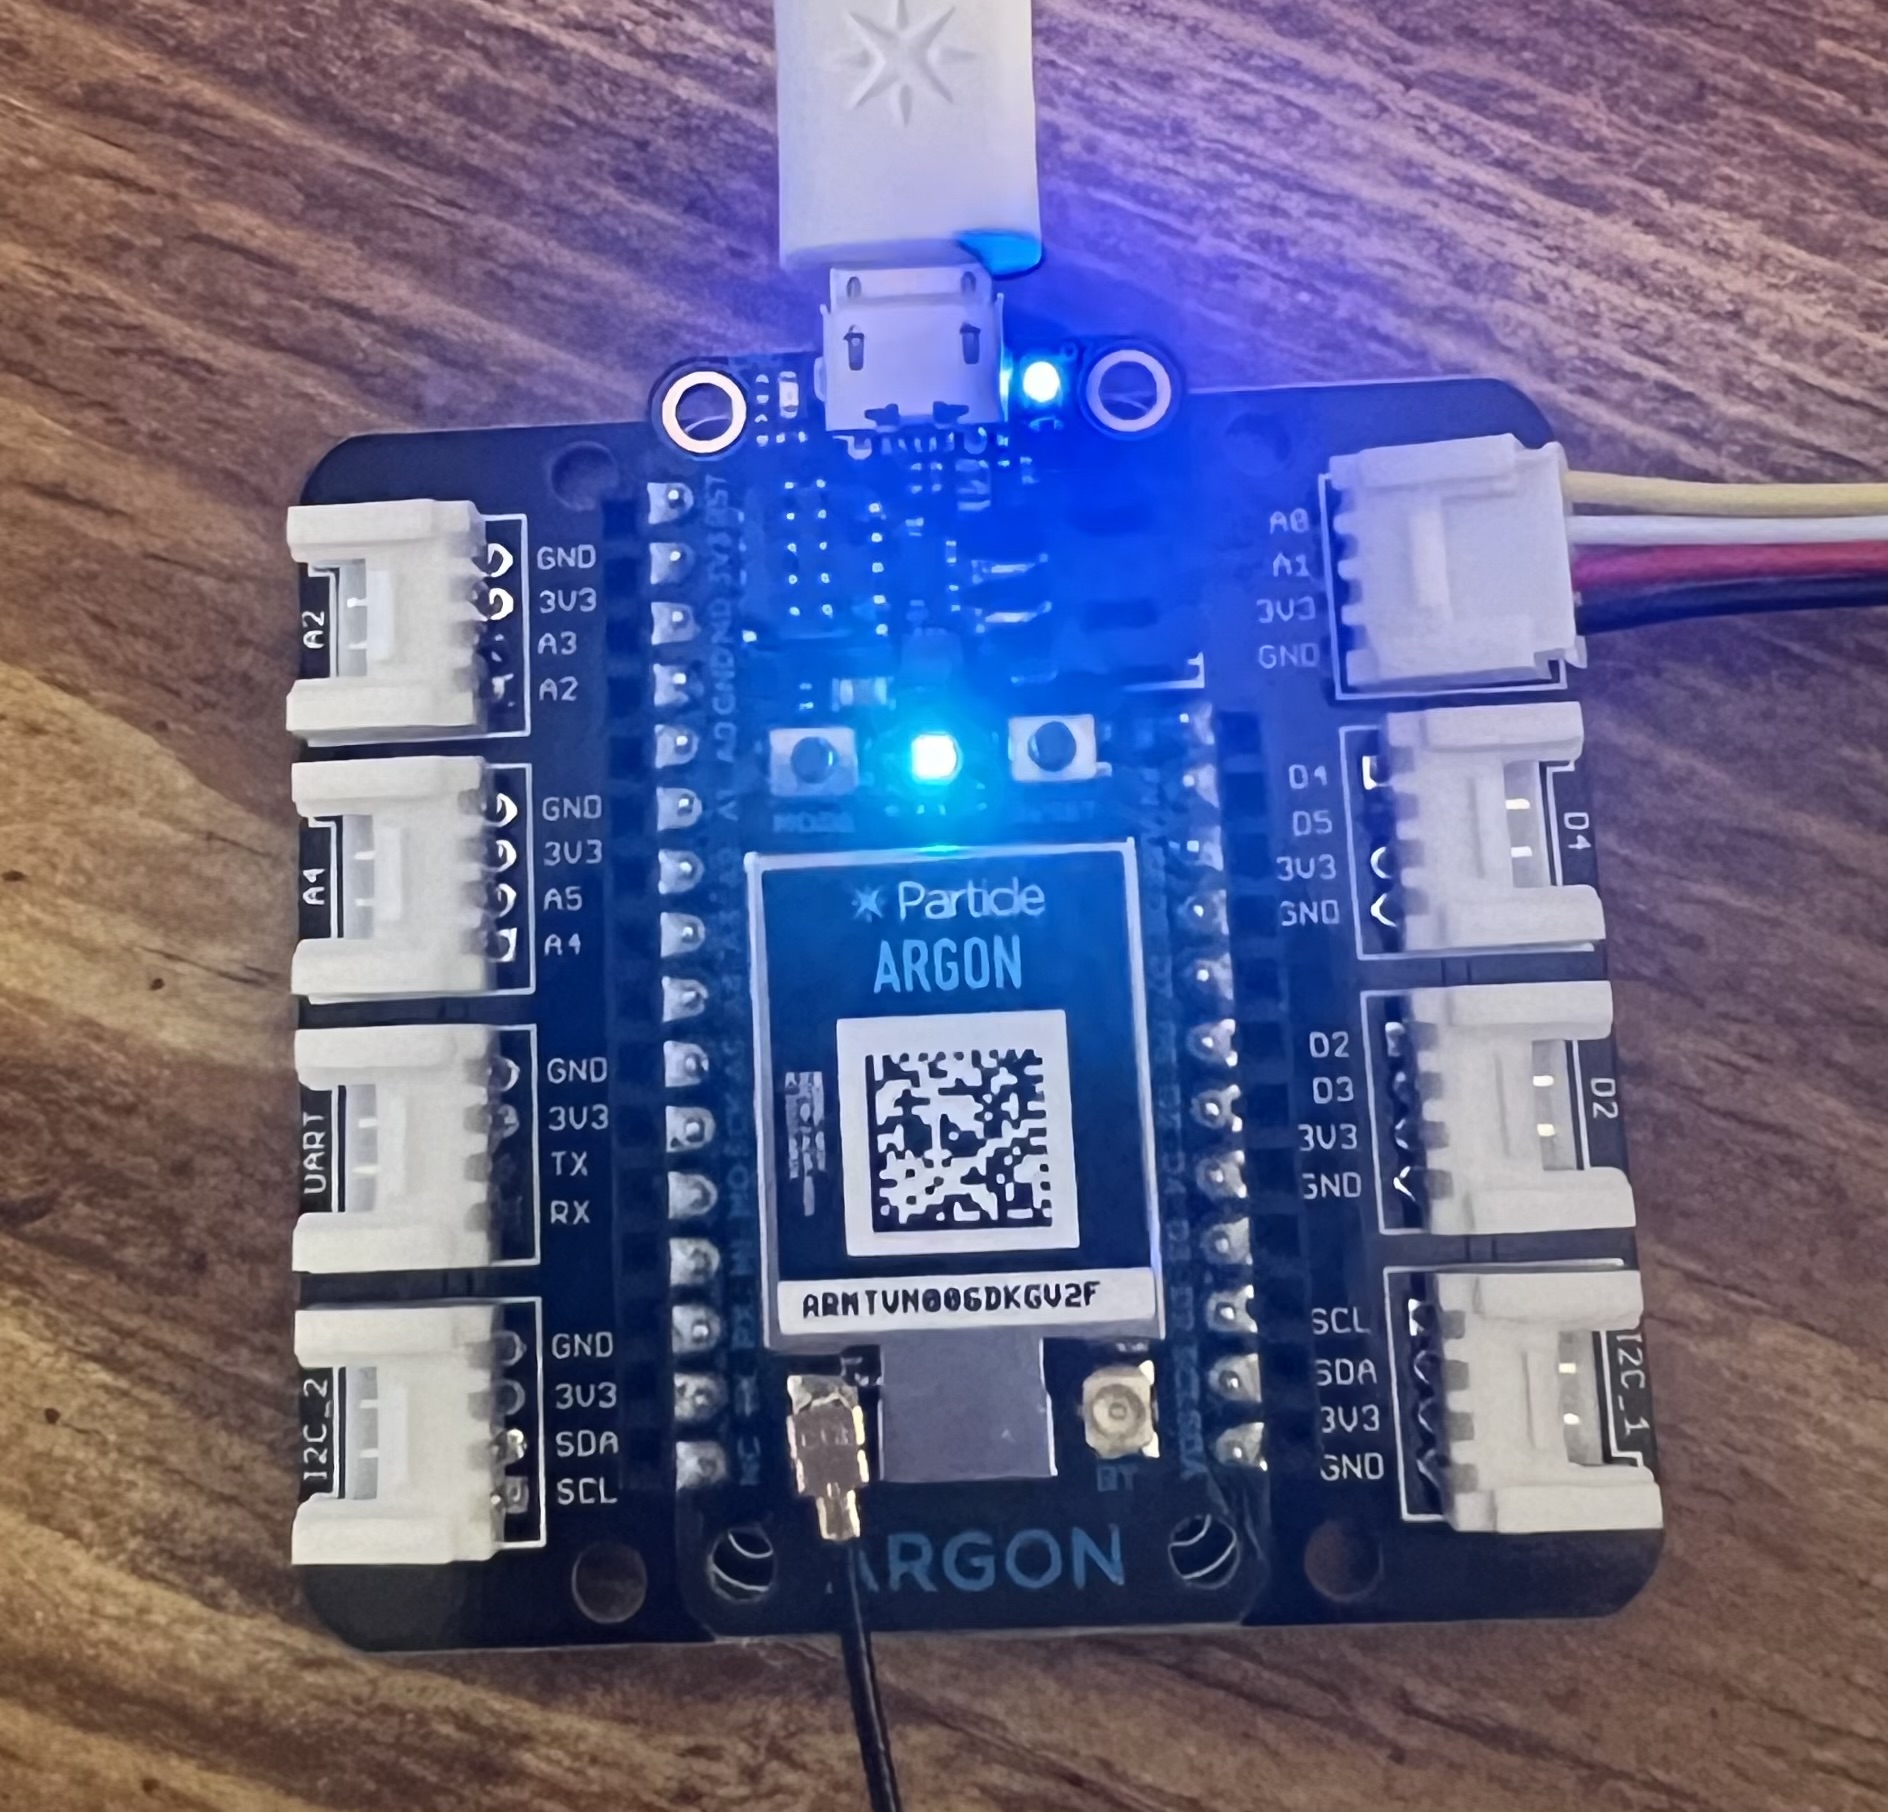 A2
GND
3V3
A3
A2
A4
GND
3V3
A5
A4
UART
GND
3V3
TX
RX
I2C_2
GND
3V3
SDA
SCL
Particle
ARGON
ARNTVN006DKGV2F
BT
ARGON
A0
A1
3V3
GND
D4
D5
3V3
GND
D4
D2
D3
3V3
GND
D2
SCL
SDA
3V3
GND
I2C_1